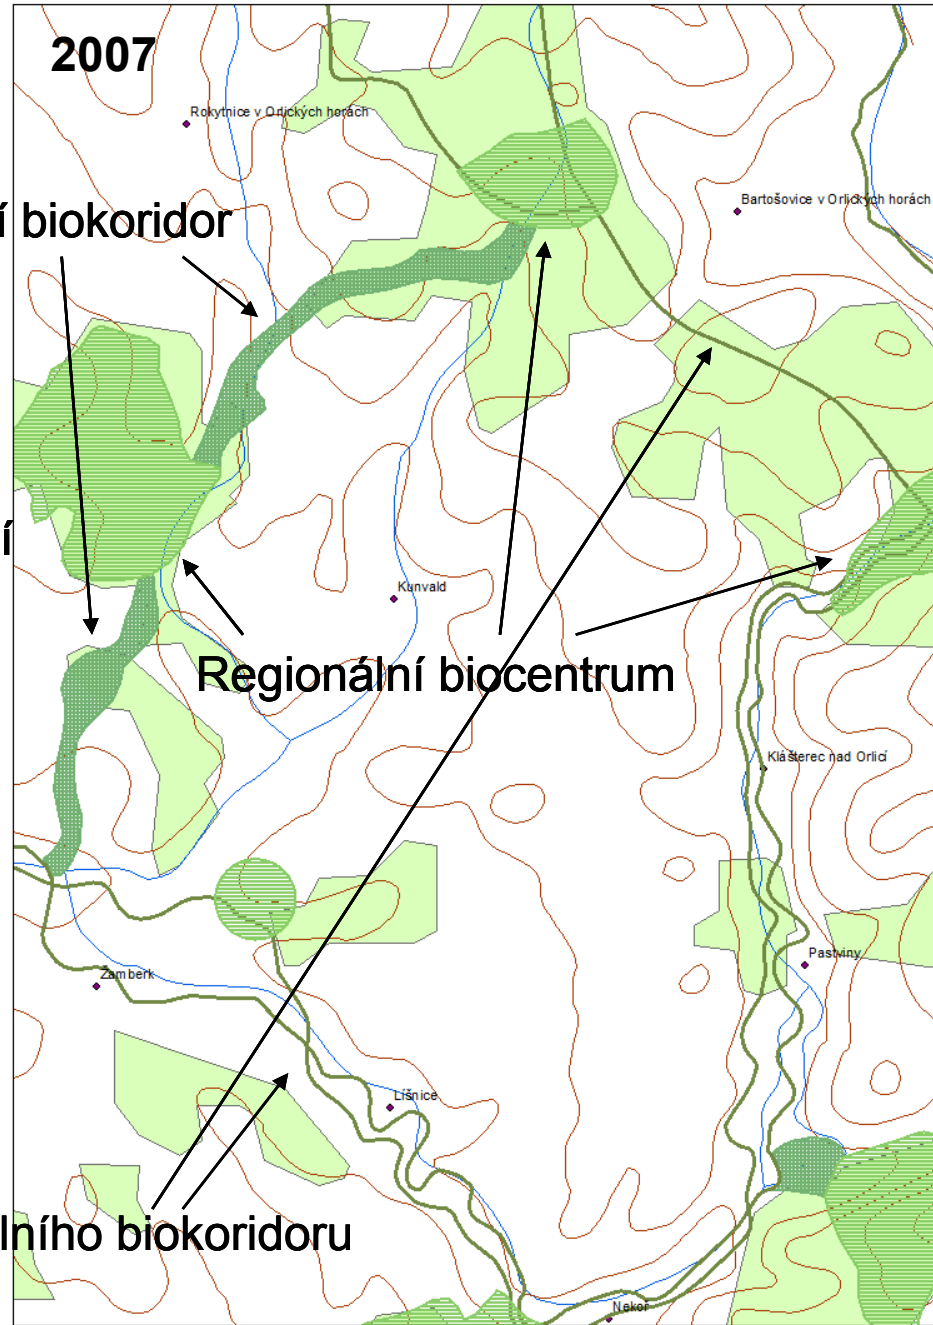 2007
Rokytnice v Orlických horách
Bartošovice v Orlických horách
í biokoridor
í
Kunvald
Regionální biocentrum
Klášterec nad Orlicí
Pastviny
Žamberk
Líšnice
lního biokoridoru
Nekoř